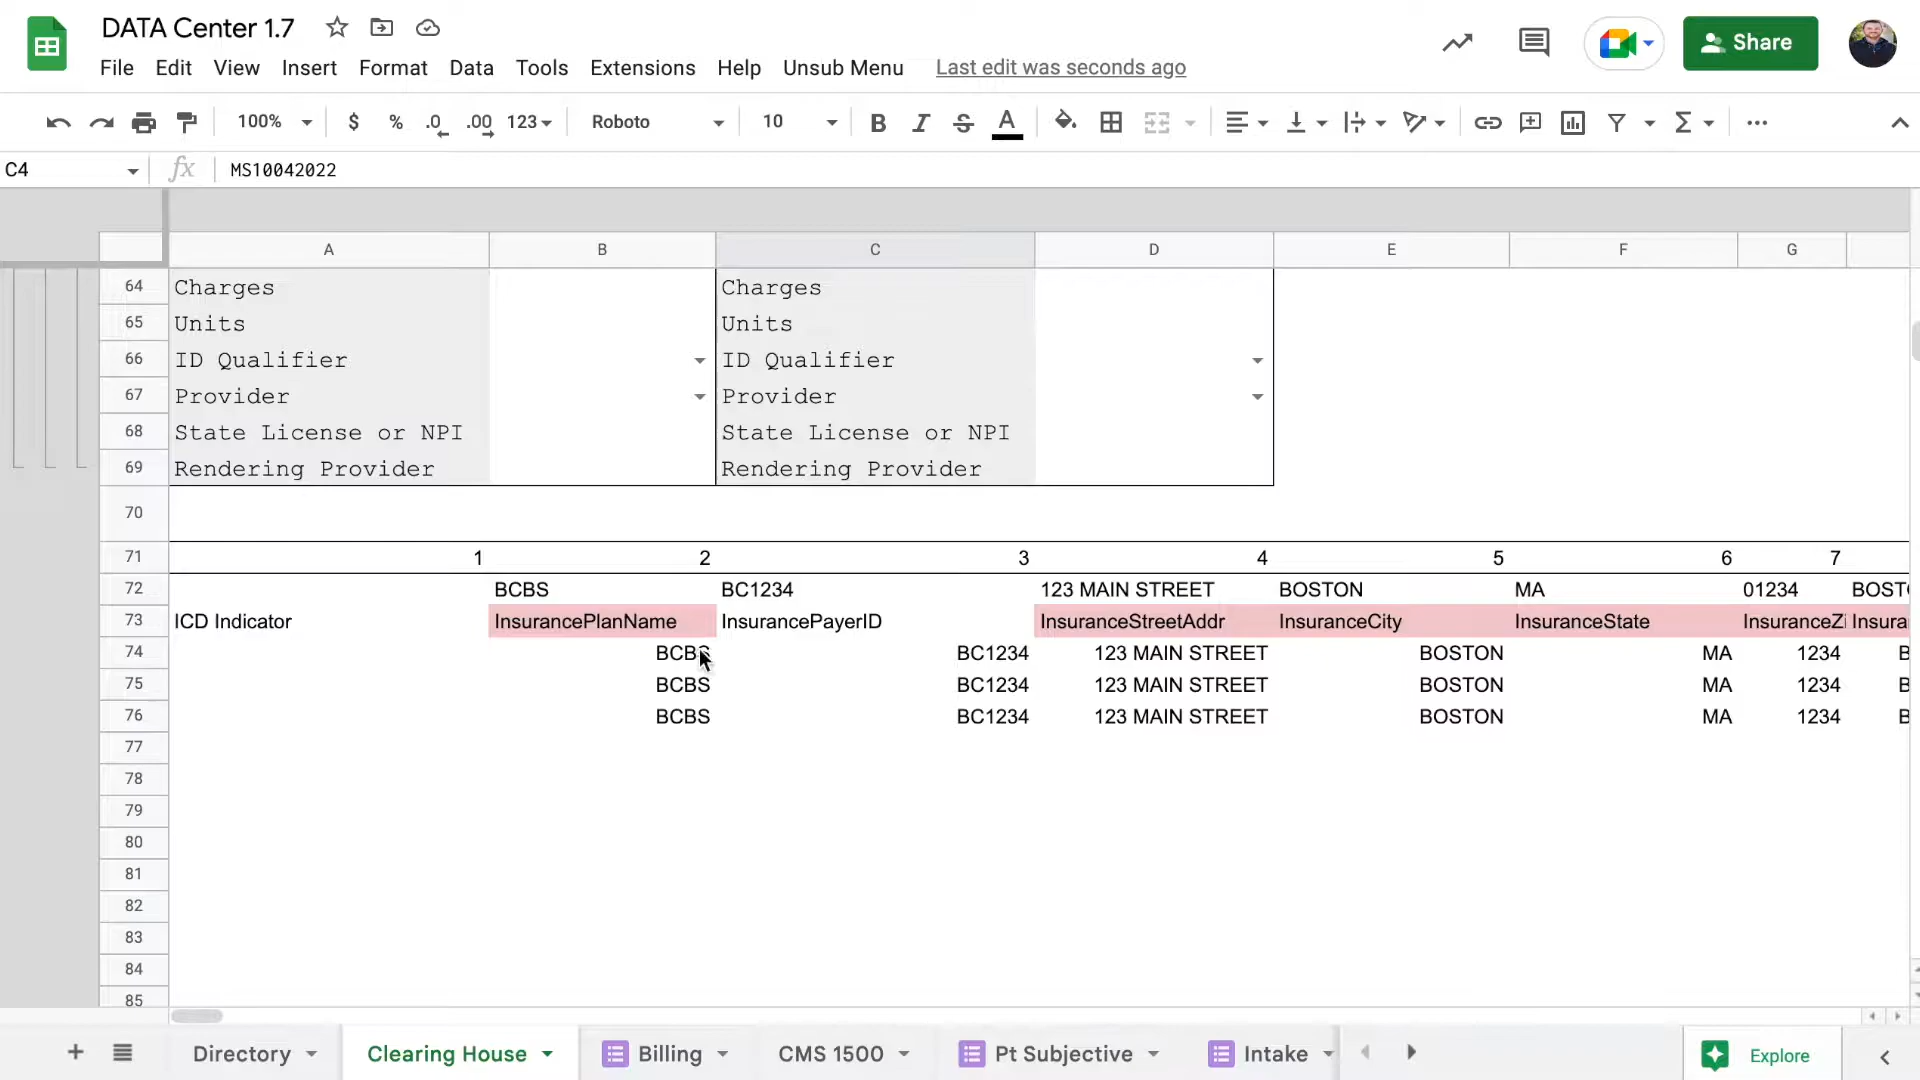 DATA Center 1.7
File Edit View Insert Format Data Tools Extensions Help Unsub Menu Last edit was seconds ago
Share
100% $ % .0 .00 123 Roboto 10 B I S A
C4 fx MS10042022
A B C D E F G
64 Charges Charges
65 Units Units
66 ID Qualifier ID Qualifier
67 Provider Provider
68 State License or NPI State License or NPI
69 Rendering Provider Rendering Provider
70
71 1 2 3 4 5 6 7
72 BCBS BC1234 123 MAIN STREET BOSTON MA 01234 BOST
73 ICD Indicator InsurancePlanName InsurancePayerID InsuranceStreetAddr InsuranceCity InsuranceState InsuranceZi Insura
74 BCBS BC1234 123 MAIN STREET BOSTON MA 1234 B
75 BCBS BC1234 123 MAIN STREET BOSTON MA 1234 B
76 BCBS BC1234 123 MAIN STREET BOSTON MA 1234 B
77
78
79
80
81
82
83
84
85
Directory Clearing House Billing CMS 1500 Pt Subjective Intake Explore